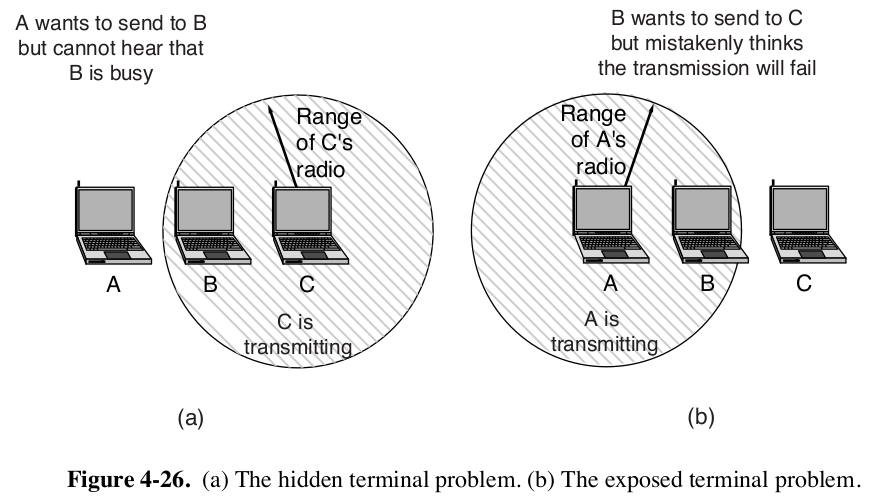 A wants to send to B
but cannot hear that
B is busy
B wants to send to C
but mistakenly thinks
the transmission will fail
Range
of C's
radio
Range
of A's
radio
A
B
C
A
B
C
C is
transmitting
A is
transmitting
(a)
(b)
Figure 4-26. (a) The hidden terminal problem. (b) The exposed terminal problem.